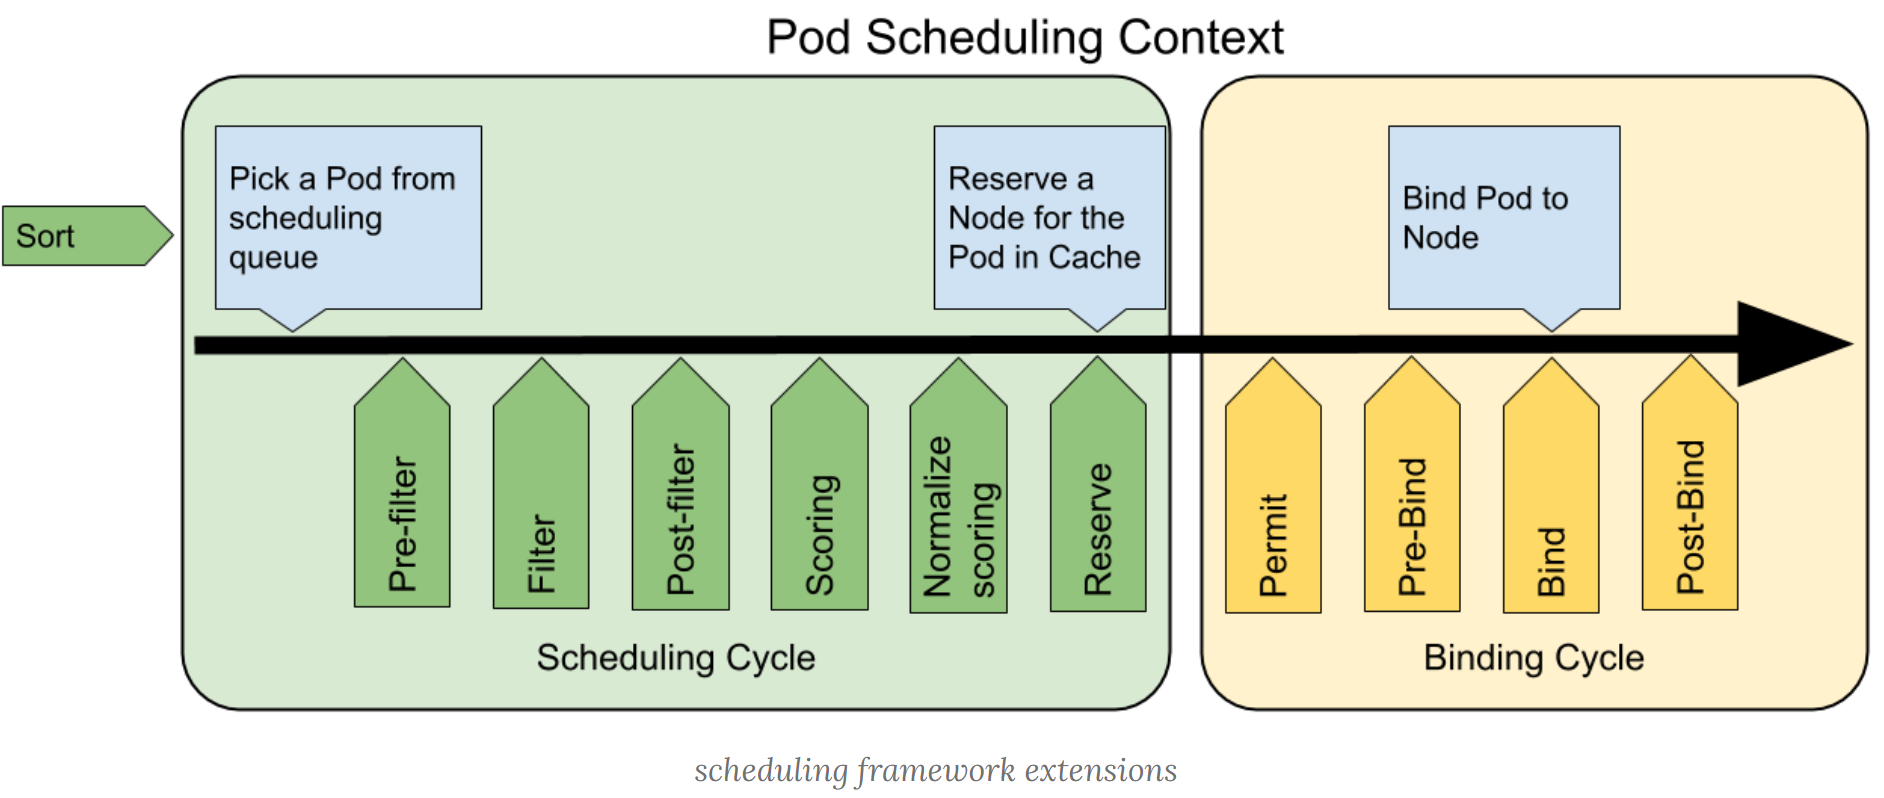 Pod Scheduling Context
Sort
Pick a Pod from
scheduling
queue
Reserve a
Node for the
Pod in Cache
Bind Pod to
Node
Pre-filter
Filter
Post-filter
Scoring
Normalize
scoring
Reserve
Permit
Pre-Bind
Bind
Post-Bind
Scheduling Cycle
Binding Cycle
scheduling framework extensions